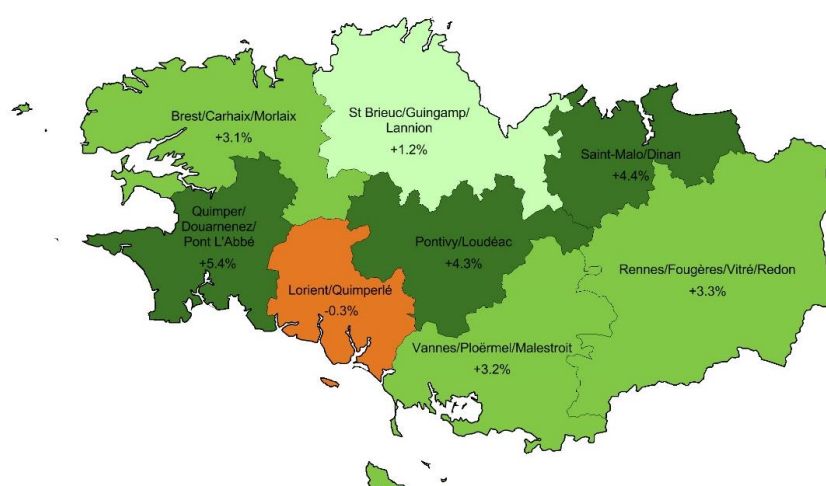 Brest/Carhaix/Morlaix
+3.1%
St Brieuc/Guingamp/
Lannion
+1.2%
Saint-Malo/Dinan
+4.4%
Quimper/
Douarnenez/
Pont L'Abbé
+5.4%
Pontivy/Loudéac
+4.3%
Rennes/Fougères/Vitré/Redon
+3.3%
Lorient/Quimperlé
-0.3%
Vannes/Ploërmel/Malestroit
+3.2%